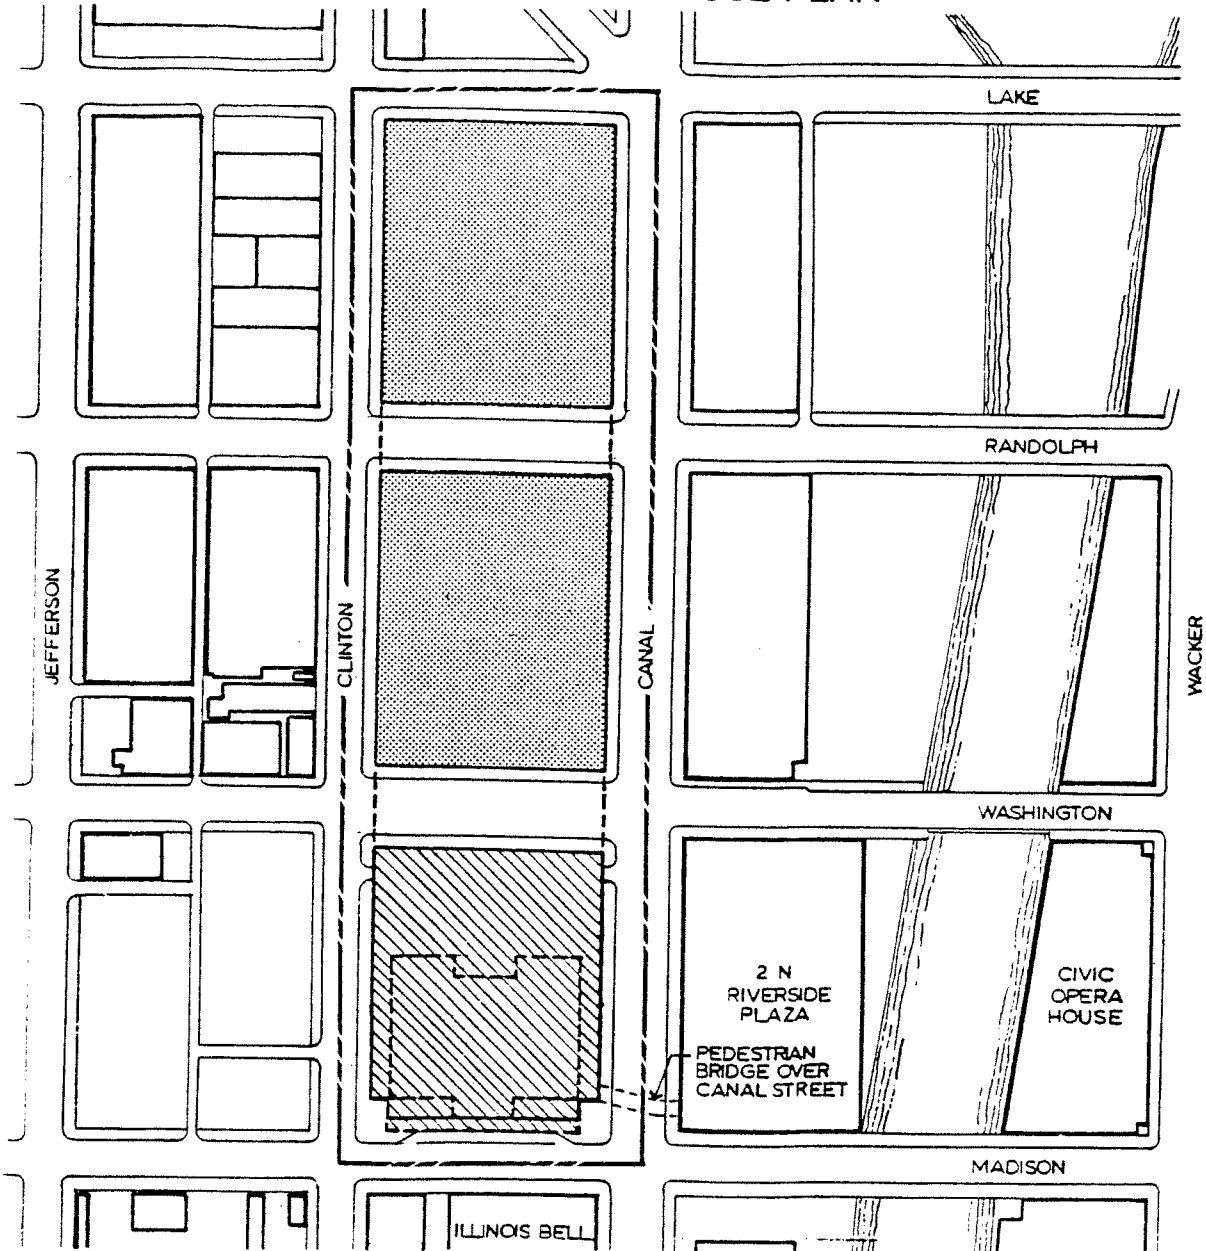 LAKE
RANDOLPH
JEFFERSON
CLINTON
CANAL
WACKER
WASHINGTON
2 N
RIVERSIDE
PLAZA
CIVIC
OPERA
HOUSE
PEDESTRIAN
BRIDGE OVER
CANAL STREET
MADISON
ILLINOIS BELL